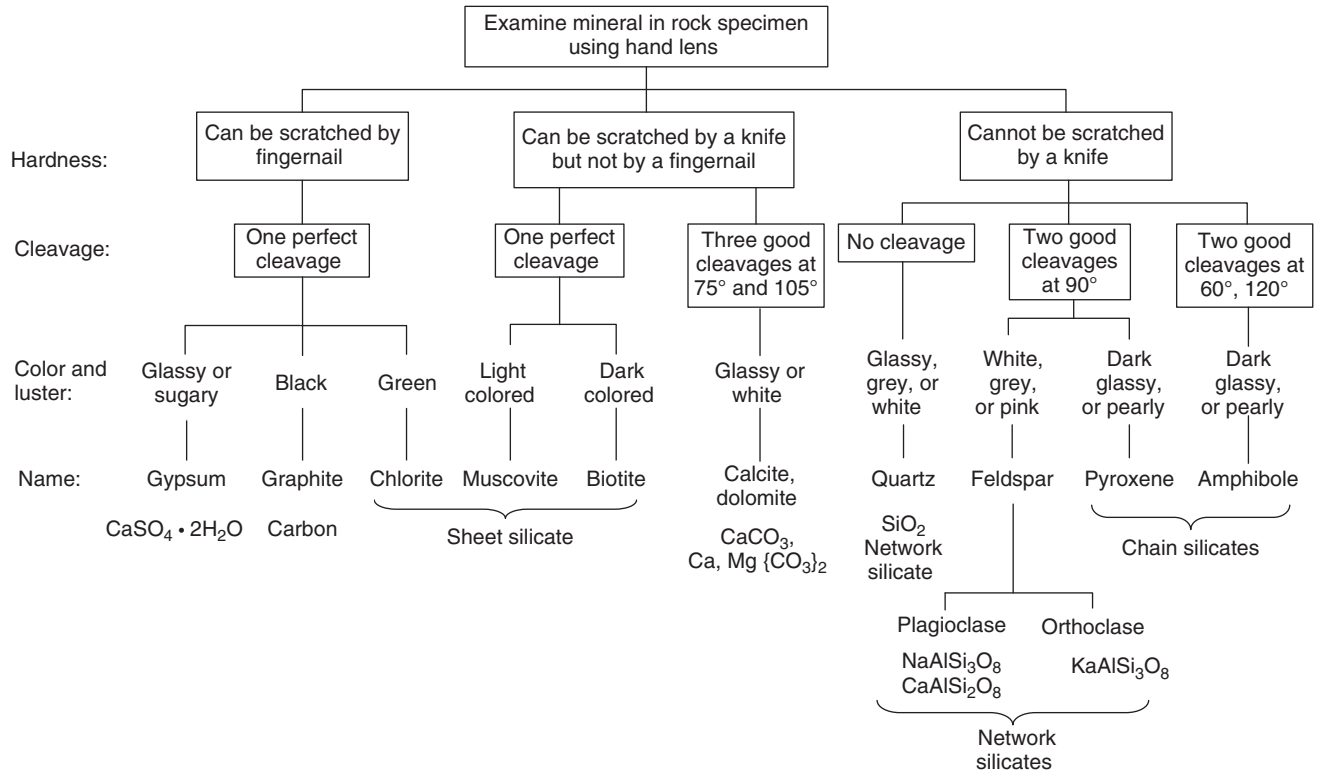 Examine mineral in rock specimen
using hand lens
Hardness:
Can be scratched by
fingernail
Can be scratched by a knife
but not by a fingernail
Cannot be scratched
by a knife
Cleavage:
One perfect
cleavage
One perfect
cleavage
Three good
cleavages at
75° and 105°
No cleavage
Two good
cleavages
at 90°
Two good
cleavages at
60°, 120°
Color and
luster:
Glassy or
sugary
Black
Green
Light
colored
Dark
colored
Glassy or
white
Glassy,
grey, or
white
White,
grey,
or pink
Dark
glassy,
or pearly
Dark
glassy,
or pearly
Name:
Gypsum
Graphite
Chlorite
Muscovite
Biotite
Calcite,
dolomite
Quartz
Feldspar
Pyroxene
Amphibole
CaSO₄ • 2H₂O
Carbon
Sheet silicate
CaCO₃,
Ca, Mg {CO₃}₂
SiO₂
Network
silicate
Chain silicates
Plagioclase
NaAlSi₃O₈
CaAlSi₂O₈
Orthoclase
KaAlSi₃O₈
Network
silicates